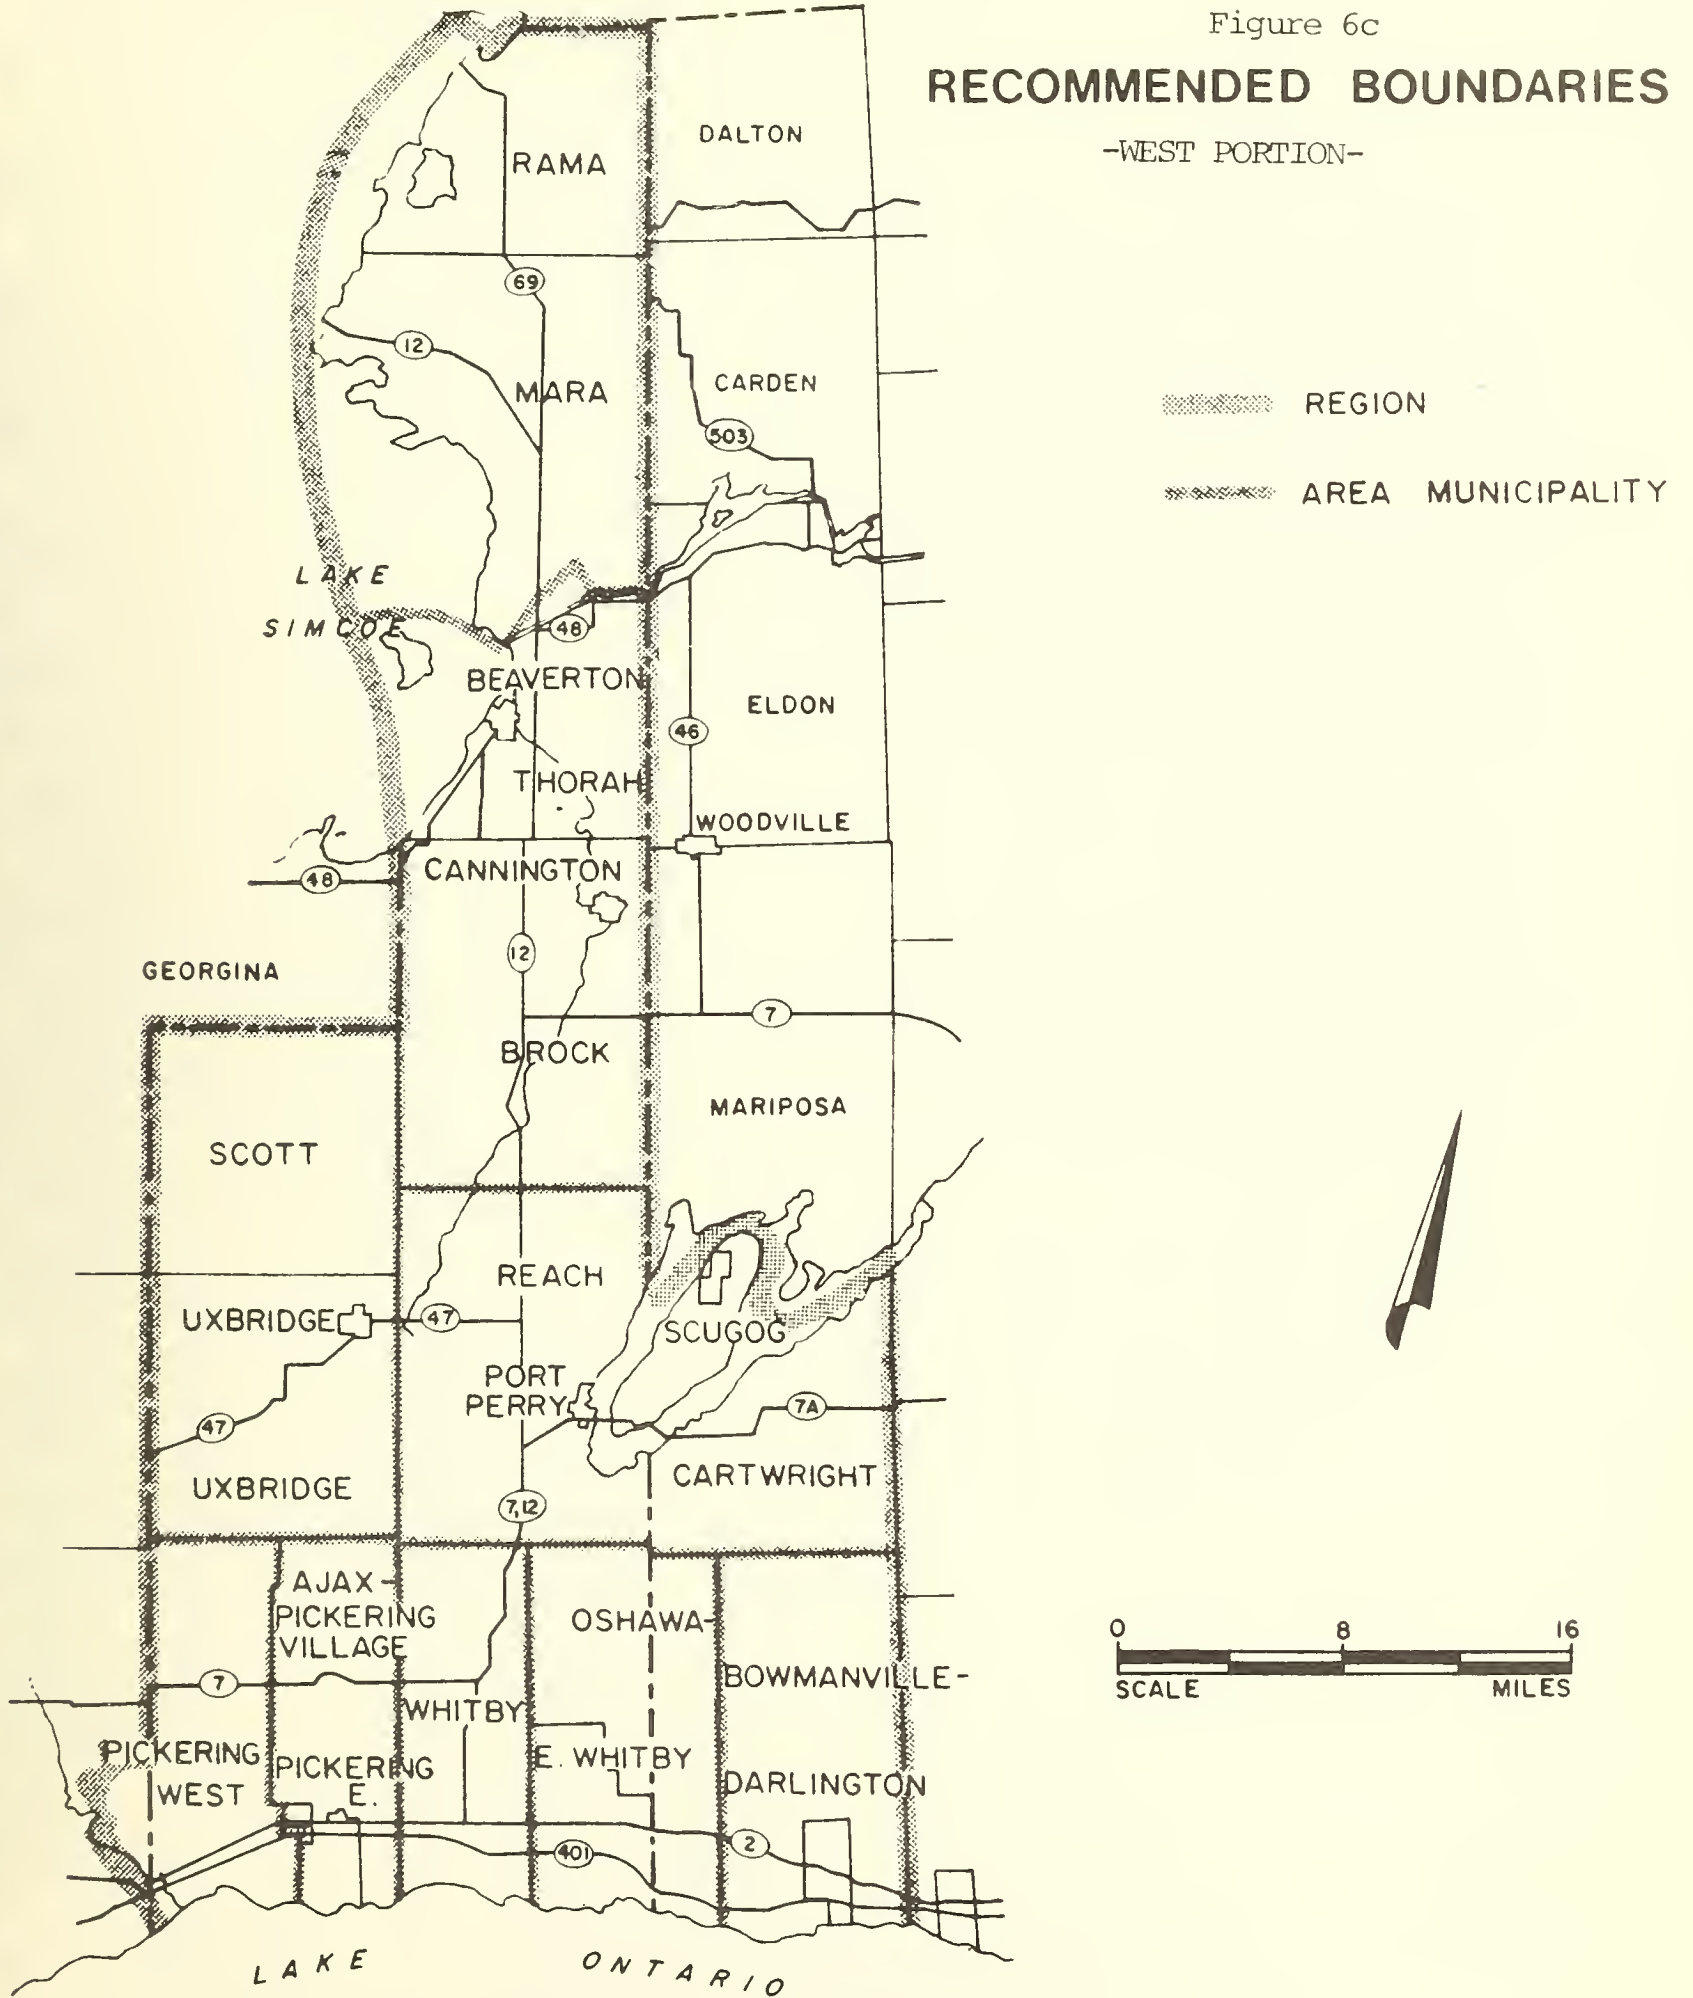 Figure 6c
RECOMMENDED BOUNDARIES
-WEST PORTION-
DALTON
RAMA
69
12
MARA
CARDEN
503
REGION
AREA MUNICIPALITY
LAKE
SIMCOE
48
BEAVERTON
ELDON
46
THORAH
WOODVILLE
CANNINGTON
48
12
GEORGINA
7
BROCK
MARIPOSA
SCOTT
REACH
UXBRIDGE
47
SCUGOG
PORT
PERRY
7A
47
CARTWRIGHT
UXBRIDGE
7,12
AJAX-
PICKERING
VILLAGE
OSHAWA-
0 8 16
SCALE MILES
7
BOWMANVILLE-
WHITBY
PICKERING
WEST
PICKERING
E.
E. WHITBY
DARLINGTON
2
401
LAKE ONTARIO